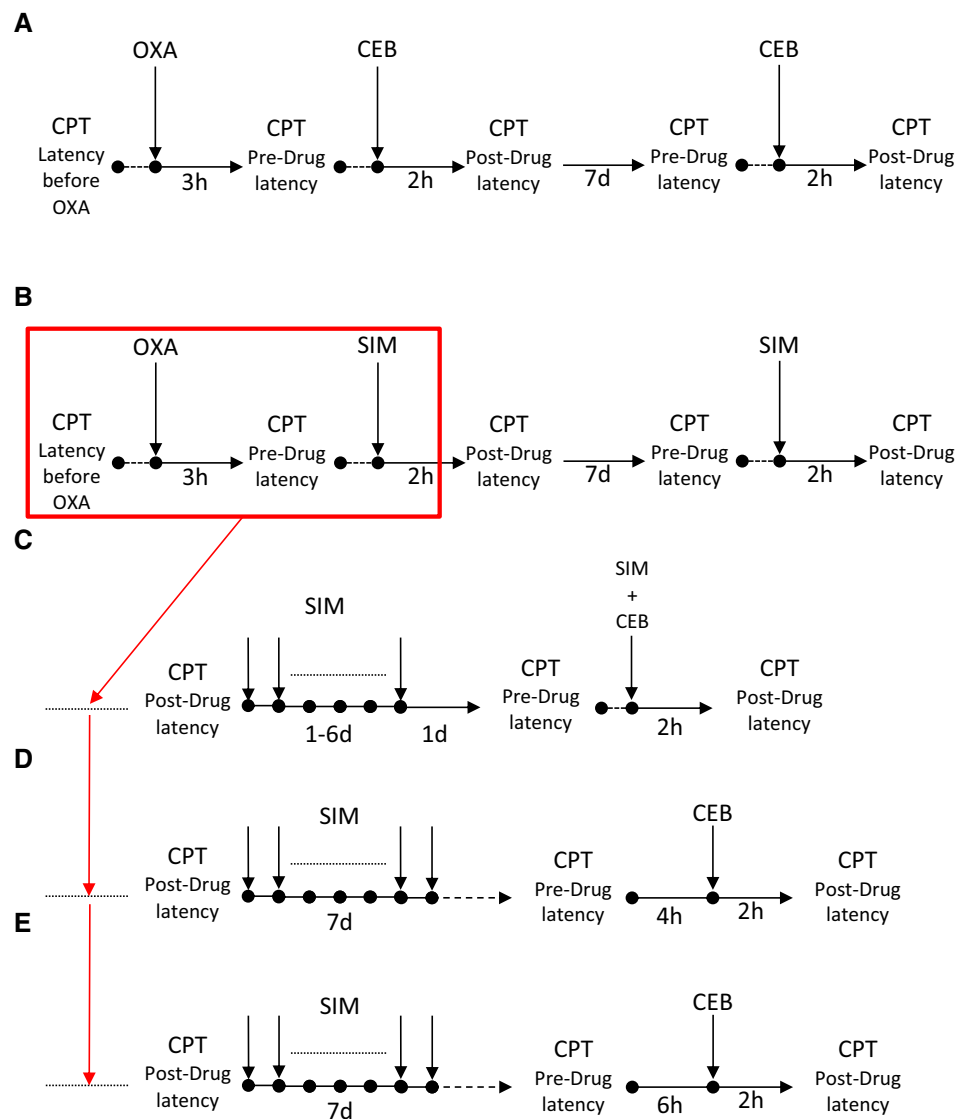 A
OXA CEB CEB
CPT CPT CPT CPT CPT
Latency Pre-Drug Post-Drug Pre-Drug Post-Drug
before latency latency latency latency
OXA
3h 2h 7d 2h
B
OXA SIM SIM
CPT CPT CPT CPT CPT
Latency Pre-Drug Post-Drug Pre-Drug Post-Drug
before latency latency latency latency
OXA
3h 2h 7d 2h
C
SIM
+
CEB
SIM
CPT CPT CPT
Post-Drug Pre-Drug Post-Drug
latency latency latency
1-6d 1d 2h
D
SIM CEB
CPT CPT CPT
Post-Drug Pre-Drug Post-Drug
latency latency latency
7d 4h 2h
E
SIM CEB
CPT CPT CPT
Post-Drug Pre-Drug Post-Drug
latency latency latency
7d 6h 2h